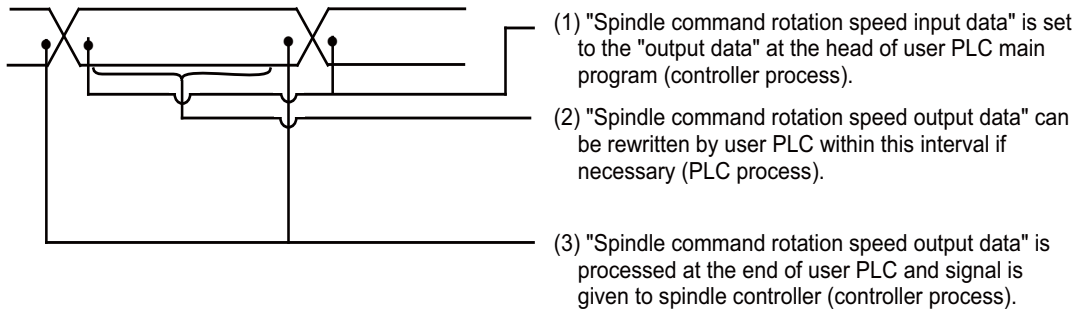 (1) "Spindle command rotation speed input data" is set
to the "output data" at the head of user PLC main
program (controller process).
(2) "Spindle command rotation speed output data" can
be rewritten by user PLC within this interval if
necessary (PLC process).
(3) "Spindle command rotation speed output data" is
processed at the end of user PLC and signal is
given to spindle controller (controller process).